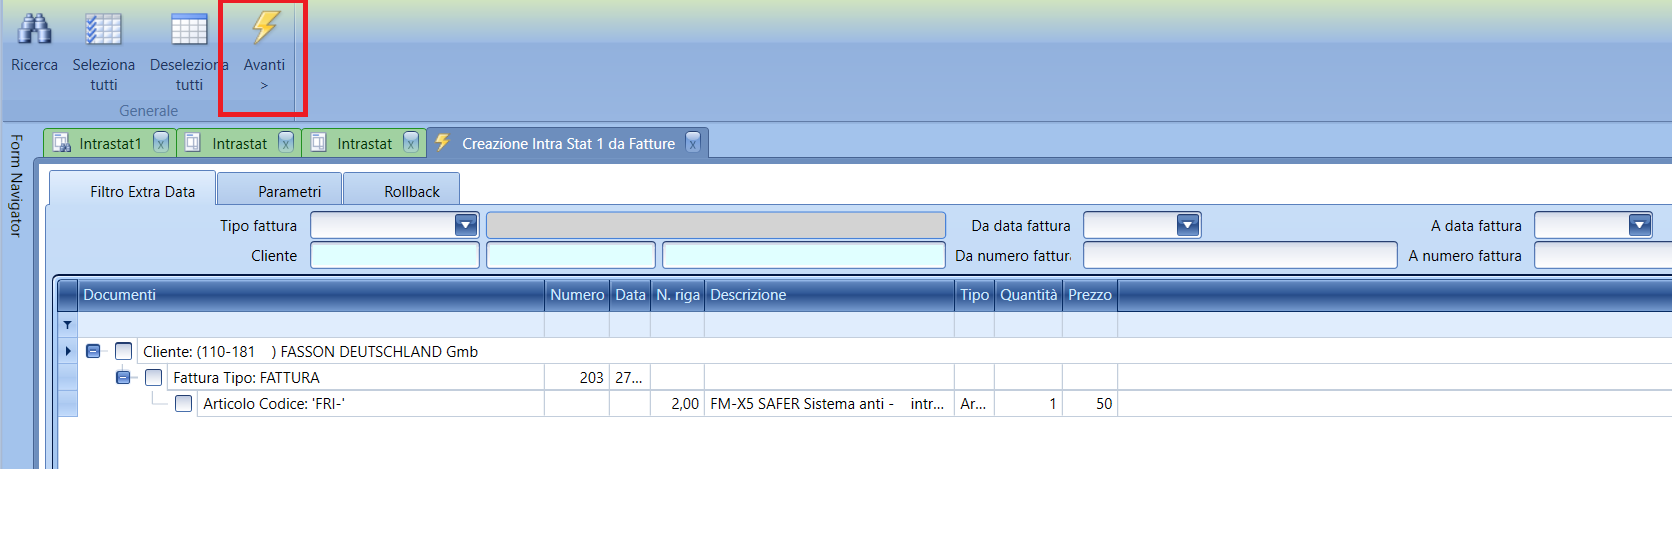 Ricerca
Seleziona tutti
Deseleziona tutti
Avanti >
Generale
Form Navigator
Intrastat1 x
Intrastat x
Intrastat x
Creazione Intra Stat 1 da Fatture x
Filtro Extra Data
Parametri
Rollback
Tipo fattura
Da data fattura
A data fattura
Cliente
Da numero fattura
A numero fattura
Documenti Numero Data N. riga Descrizione Tipo Quantità Prezzo
Cliente: (110-181 ) FASSON DEUTSCHLAND Gmb
Fattura Tipo: FATTURA 203 27...
Articolo Codice: 'FRI-' 2,00 FM-X5 SAFER Sistema anti - intr... Ar... 1 50